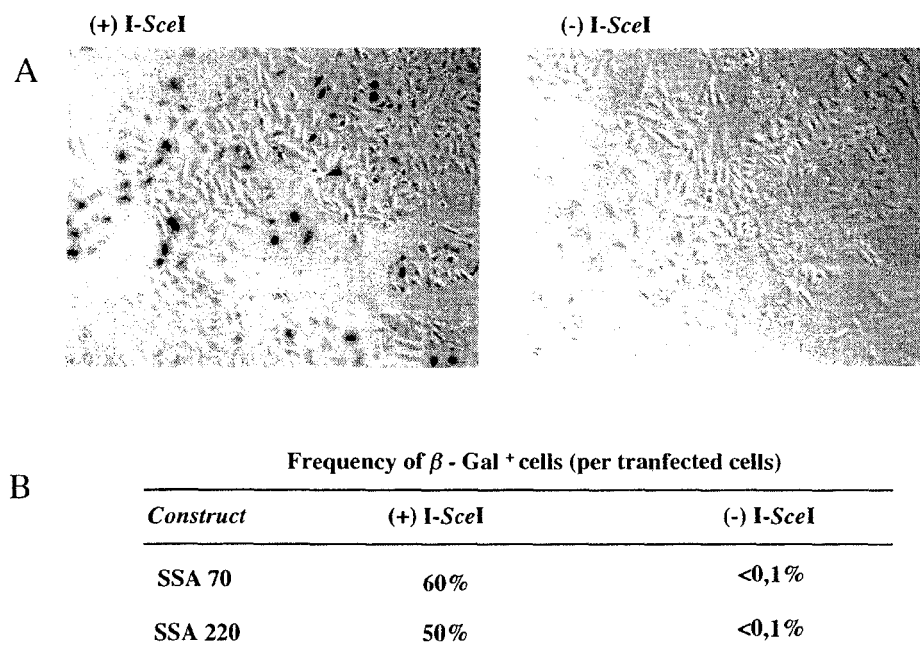 (+) I-SceI
(-) I-SceI
A
B
Frequency of β - Gal + cells (per tranfected cells)
Construct (+) I-SceI (-) I-SceI
SSA 70 60% <0,1%
SSA 220 50% <0,1%